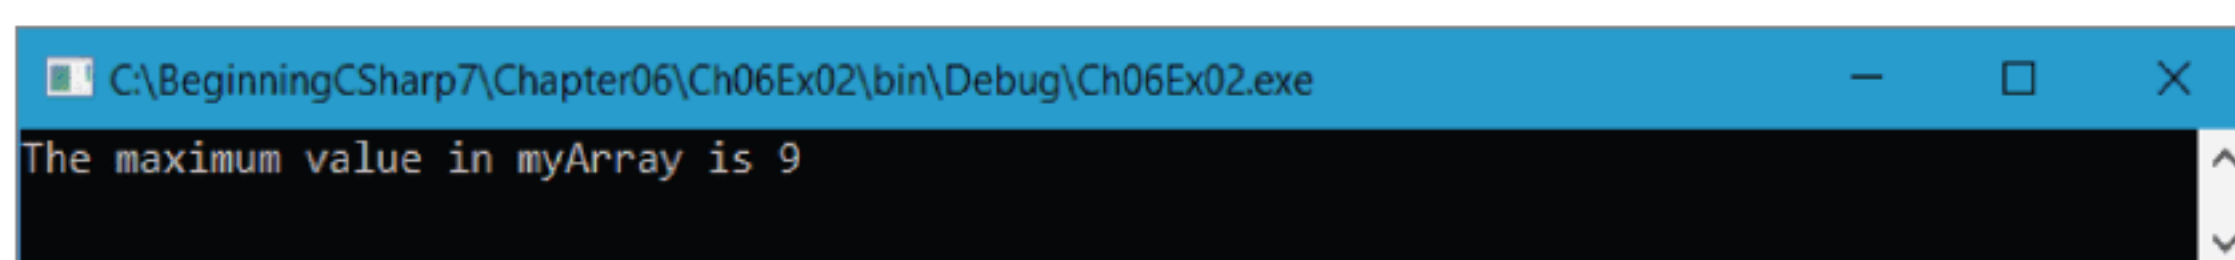 C:\BeginningCSharp7\Chapter06\Ch06Ex02\bin\Debug\Ch06Ex02.exe
The maximum value in myArray is 9